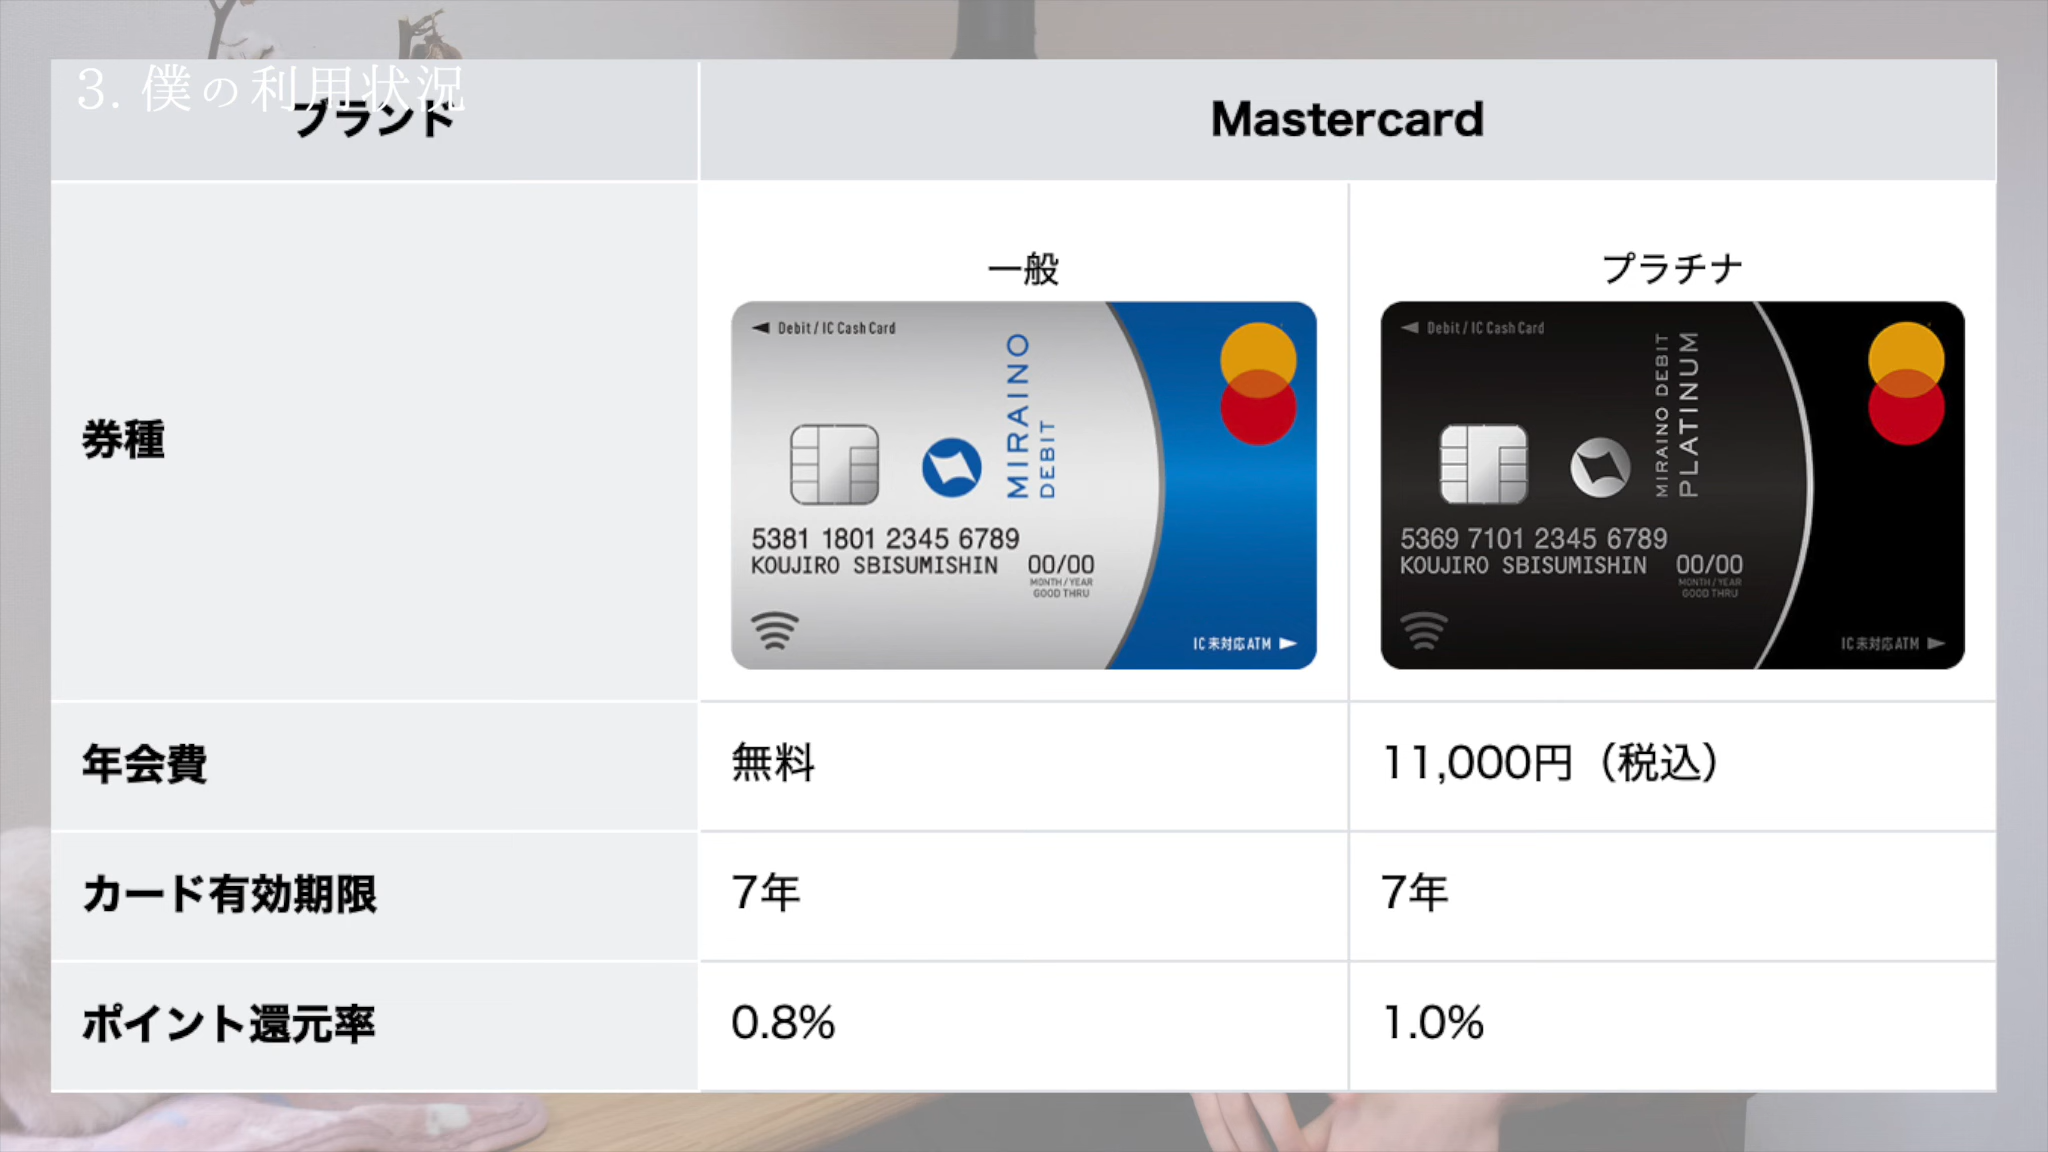 3. 僕の利用状況
ブランド
Mastercard
券種
一般
プラチナ
Debit / IC Cash Card
MIRAINO
DEBIT
5381 1801 2345 6789
KOUJIRO SBISUMISHIN 00/00
MONTH / YEAR
GOOD THRU
IC未対応ATM
Debit / IC Cash Card
MIRAINO DEBIT
PLATINUM
5369 7101 2345 6789
KOUJIRO SBISUMISHIN 00/00
MONTH / YEAR
GOOD THRU
IC未対応ATM
年会費
無料
11,000円（税込）
カード有効期限
7年
7年
ポイント還元率
0.8%
1.0%